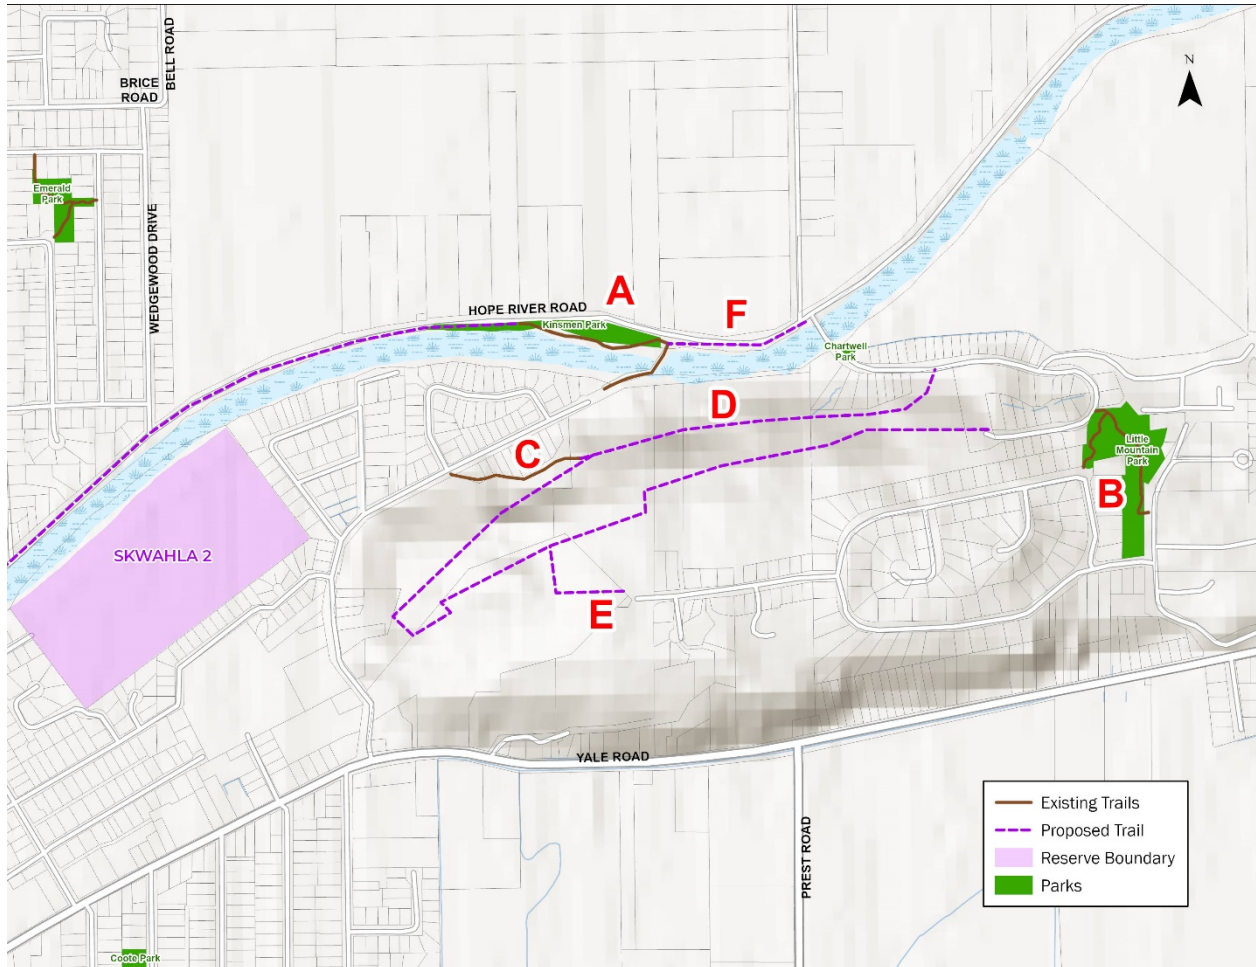 BRICE
ROAD
BELL ROAD
N
Emerald
Park
WEDGEWOOD DRIVE
HOPE RIVER ROAD
A
Kinsmen Park
F
Chartwell
Park
D
C
Little
Mountain
Park
B
SKWAHLA 2
E
YALE ROAD
PREST ROAD
Existing Trails
Proposed Trail
Reserve Boundary
Parks
Coote Park